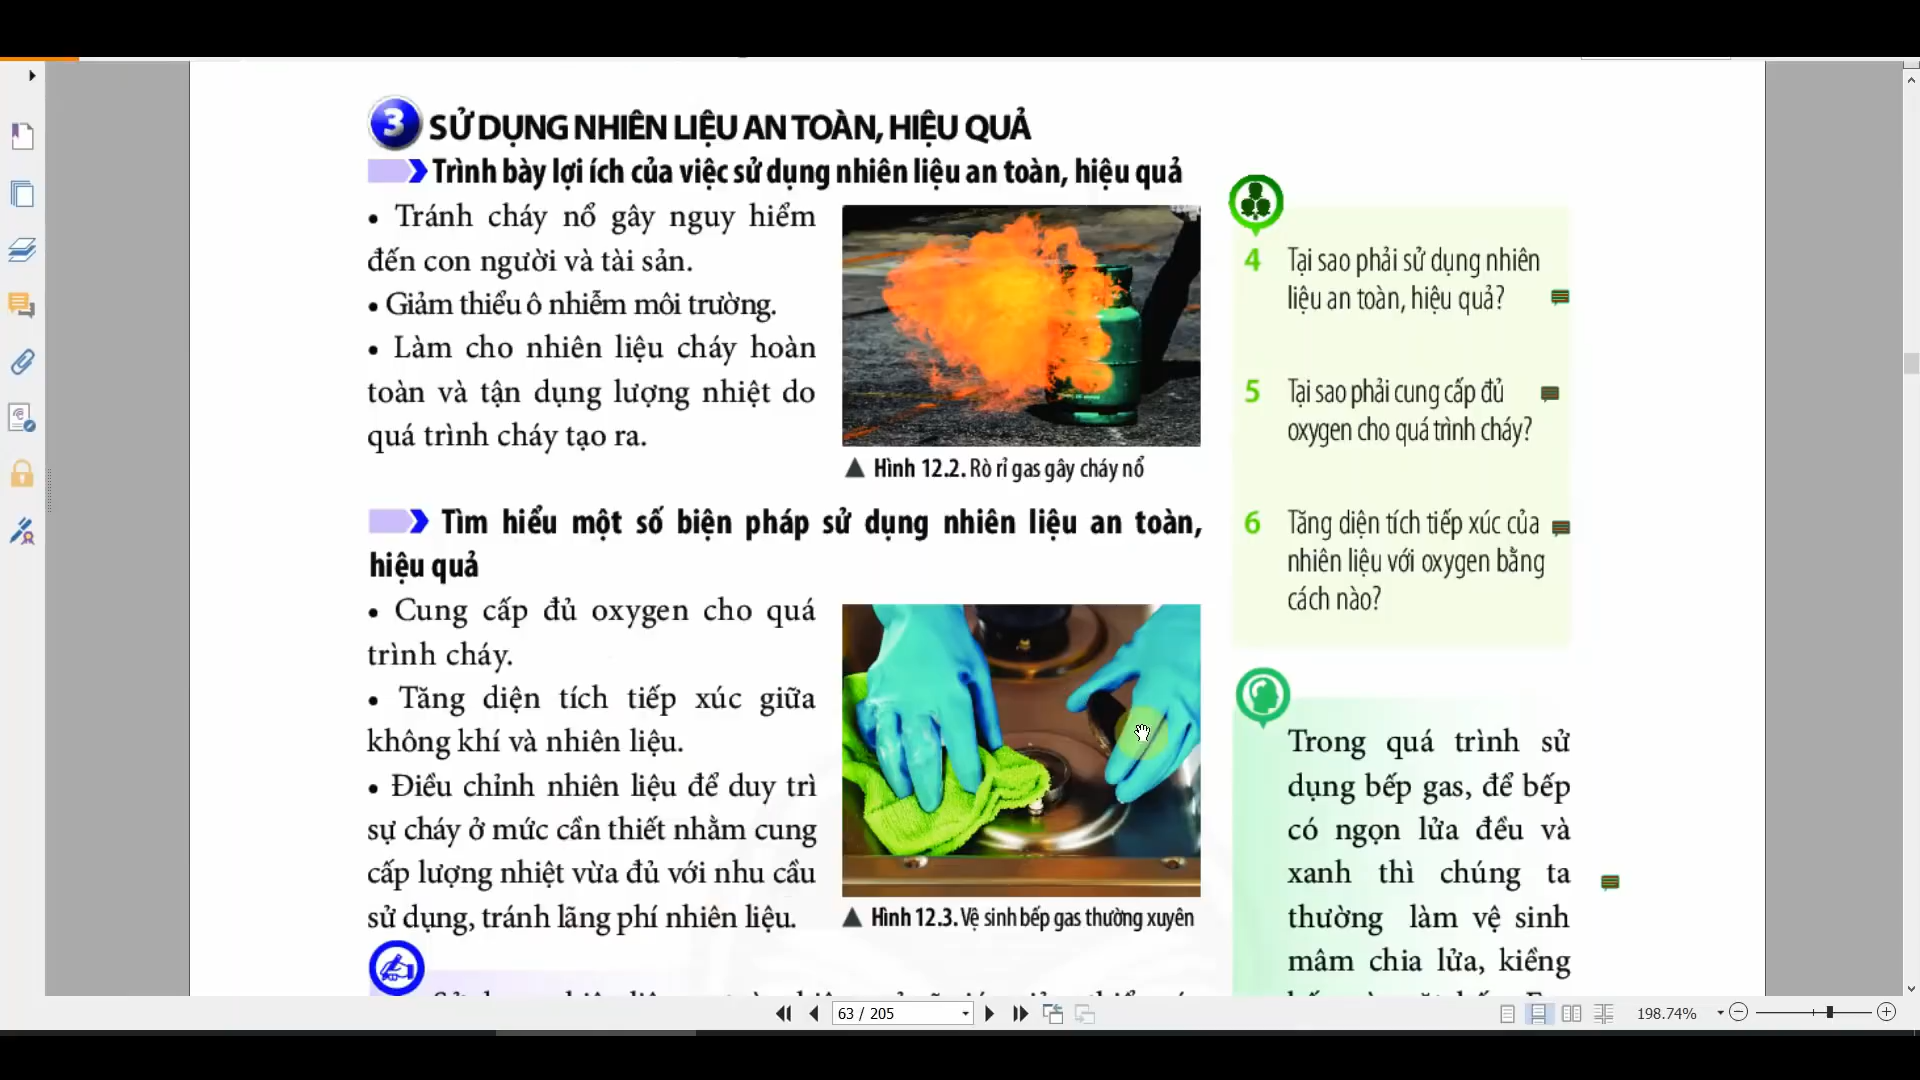 3 SỬ DỤNG NHIÊN LIỆU AN TOÀN, HIỆU QUẢ
Trình bày lợi ích của việc sử dụng nhiên liệu an toàn, hiệu quả
• Tránh cháy nổ gây nguy hiểm
đến con người và tài sản.
• Giảm thiểu ô nhiễm môi trường.
• Làm cho nhiên liệu cháy hoàn
toàn và tận dụng lượng nhiệt do
quá trình cháy tạo ra.
▲ Hình 12.2. Rò rỉ gas gây cháy nổ
Tìm hiểu một số biện pháp sử dụng nhiên liệu an toàn,
hiệu quả
• Cung cấp đủ oxygen cho quá
trình cháy.
• Tăng diện tích tiếp xúc giữa
không khí và nhiên liệu.
• Điều chỉnh nhiên liệu để duy trì
sự cháy ở mức cần thiết nhằm cung
cấp lượng nhiệt vừa đủ với nhu cầu
sử dụng, tránh lãng phí nhiên liệu.
▲ Hình 12.3. Vệ sinh bếp gas thường xuyên
4 Tại sao phải sử dụng nhiên
liệu an toàn, hiệu quả?
5 Tại sao phải cung cấp đủ
oxygen cho quá trình cháy?
6 Tăng diện tích tiếp xúc của
nhiên liệu với oxygen bằng
cách nào?
Trong quá trình sử
dụng bếp gas, để bếp
có ngọn lửa đều và
xanh thì chúng ta
thường làm vệ sinh
mâm chia lửa, kiềng
63 / 205
198.74%